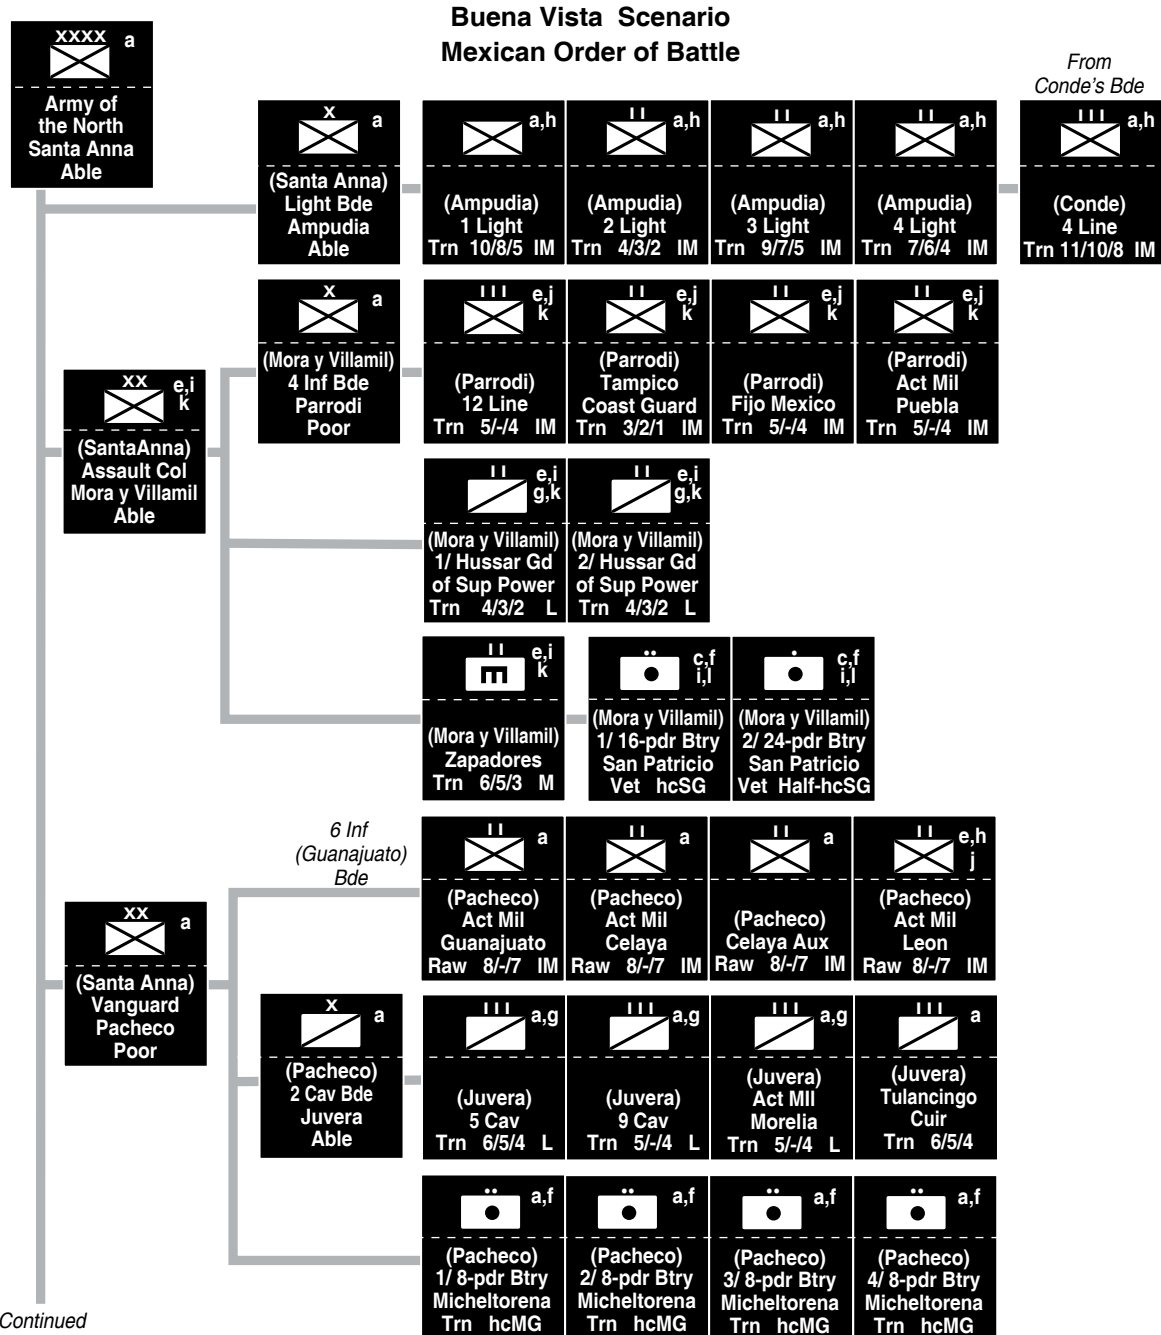 Buena Vista Scenario
Mexican Order of Battle
XXXX a
Army of
the North
Santa Anna
Able
From
Conde's Bde
X a
(Santa Anna)
Light Bde
Ampudia
Able
a,h
(Ampudia)
1 Light
Trn 10/8/5 IM
II a,h
(Ampudia)
2 Light
Trn 4/3/2 IM
II a,h
(Ampudia)
3 Light
Trn 9/7/5 IM
II a,h
(Ampudia)
4 Light
Trn 7/6/4 IM
III a,h
(Conde)
4 Line
Trn 11/10/8 IM
XX e,i
k
(SantaAnna)
Assault Col
Mora y Villamil
Able
X a
(Mora y Villamil)
4 Inf Bde
Parrodi
Poor
III e,j
k
(Parrodi)
12 Line
Trn 5/-/4 IM
II e,j
k
(Parrodi)
Tampico
Coast Guard
Trn 3/2/1 IM
II e,j
k
(Parrodi)
Fijo Mexico
Trn 5/-/4 IM
II e,j
k
(Parrodi)
Act Mil
Puebla
Trn 5/-/4 IM
II e,i
g,k
(Mora y Villamil)
1/ Hussar Gd
of Sup Power
Trn 4/3/2 L
II e,i
g,k
(Mora y Villamil)
2/ Hussar Gd
of Sup Power
Trn 4/3/2 L
II e,i
k
(Mora y Villamil)
Zapadores
Trn 6/5/3 M
c,f
i,l
(Mora y Villamil)
1/ 16-pdr Btry
San Patricio
Vet hcSG
c,f
i,l
(Mora y Villamil)
2/ 24-pdr Btry
San Patricio
Vet Half-hcSG
XX a
(Santa Anna)
Vanguard
Pacheco
Poor
6 Inf
(Guanajuato)
Bde
II a
(Pacheco)
Act Mil
Guanajuato
Raw 8/-/7 IM
II a
(Pacheco)
Act Mil
Celaya
Raw 8/-/7 IM
II a
(Pacheco)
Celaya Aux
Raw 8/-/7 IM
II e,h
j
(Pacheco)
Act Mil
Leon
Raw 8/-/7 IM
X a
(Pacheco)
2 Cav Bde
Juvera
Able
III a,g
(Juvera)
5 Cav
Trn 6/5/4 L
III a,g
(Juvera)
9 Cav
Trn 5/-/4 L
III a,g
(Juvera)
Act MIl
Morelia
Trn 5/-/4 L
III a
(Juvera)
Tulancingo
Cuir
Trn 6/5/4
a,f
(Pacheco)
1/ 8-pdr Btry
Micheltorena
Trn hcMG
a,f
(Pacheco)
2/ 8-pdr Btry
Micheltorena
Trn hcMG
a,f
(Pacheco)
3/ 8-pdr Btry
Micheltorena
Trn hcMG
a,f
(Pacheco)
4/ 8-pdr Btry
Micheltorena
Trn hcMG
Continued